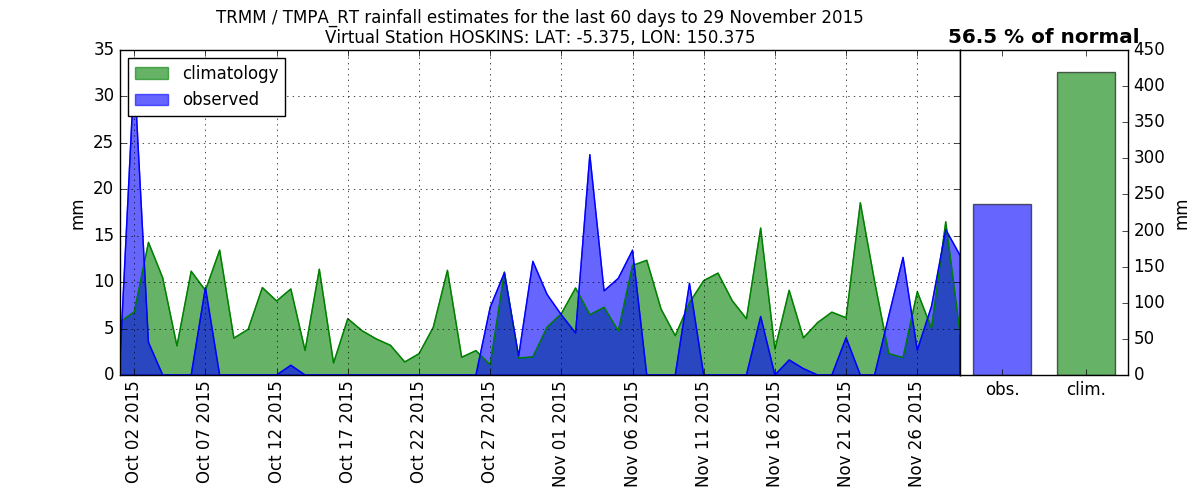 TRMM / TMPA_RT rainfall estimates for the last 60 days to 29 November 2015
Virtual Station HOSKINS: LAT: -5.375, LON: 150.375
56.5 % of normal
climatology
observed
35
30
25
20
15
10
5
0
mm
Oct 02 2015
Oct 07 2015
Oct 12 2015
Oct 17 2015
Oct 22 2015
Oct 27 2015
Nov 01 2015
Nov 06 2015
Nov 11 2015
Nov 16 2015
Nov 21 2015
Nov 26 2015
450
400
350
300
250
200
150
100
50
0
mm
obs.
clim.